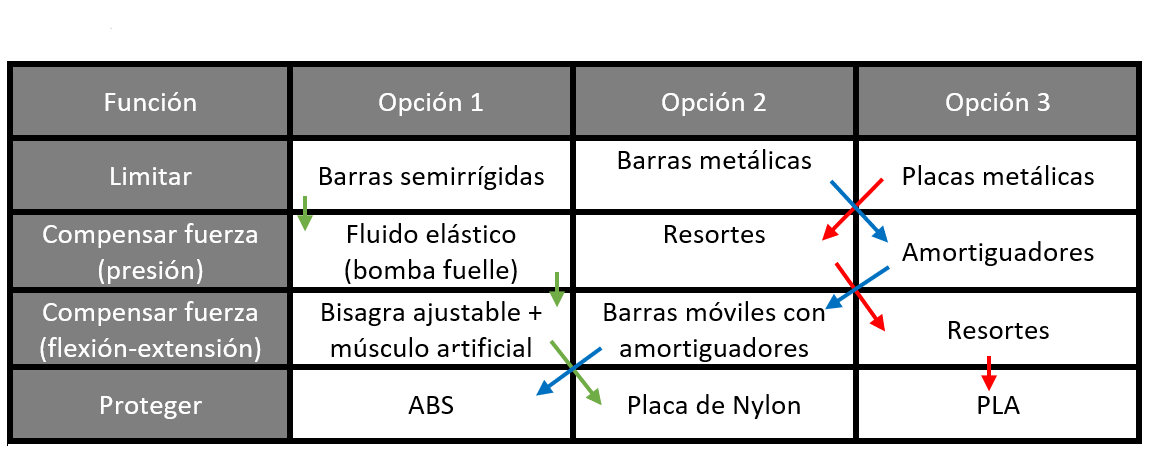 Función Opción 1 Opción 2 Opción 3
Limitar Barras semirrígidas Barras metálicas Placas metálicas
Compensar fuerza
(presión)
Fluido elástico
(bomba fuelle)
Resortes
Amortiguadores
Compensar fuerza
(flexión-extensión)
Bisagra ajustable +
músculo artificial
Barras móviles con
amortiguadores
Resortes
Proteger ABS Placa de Nylon PLA